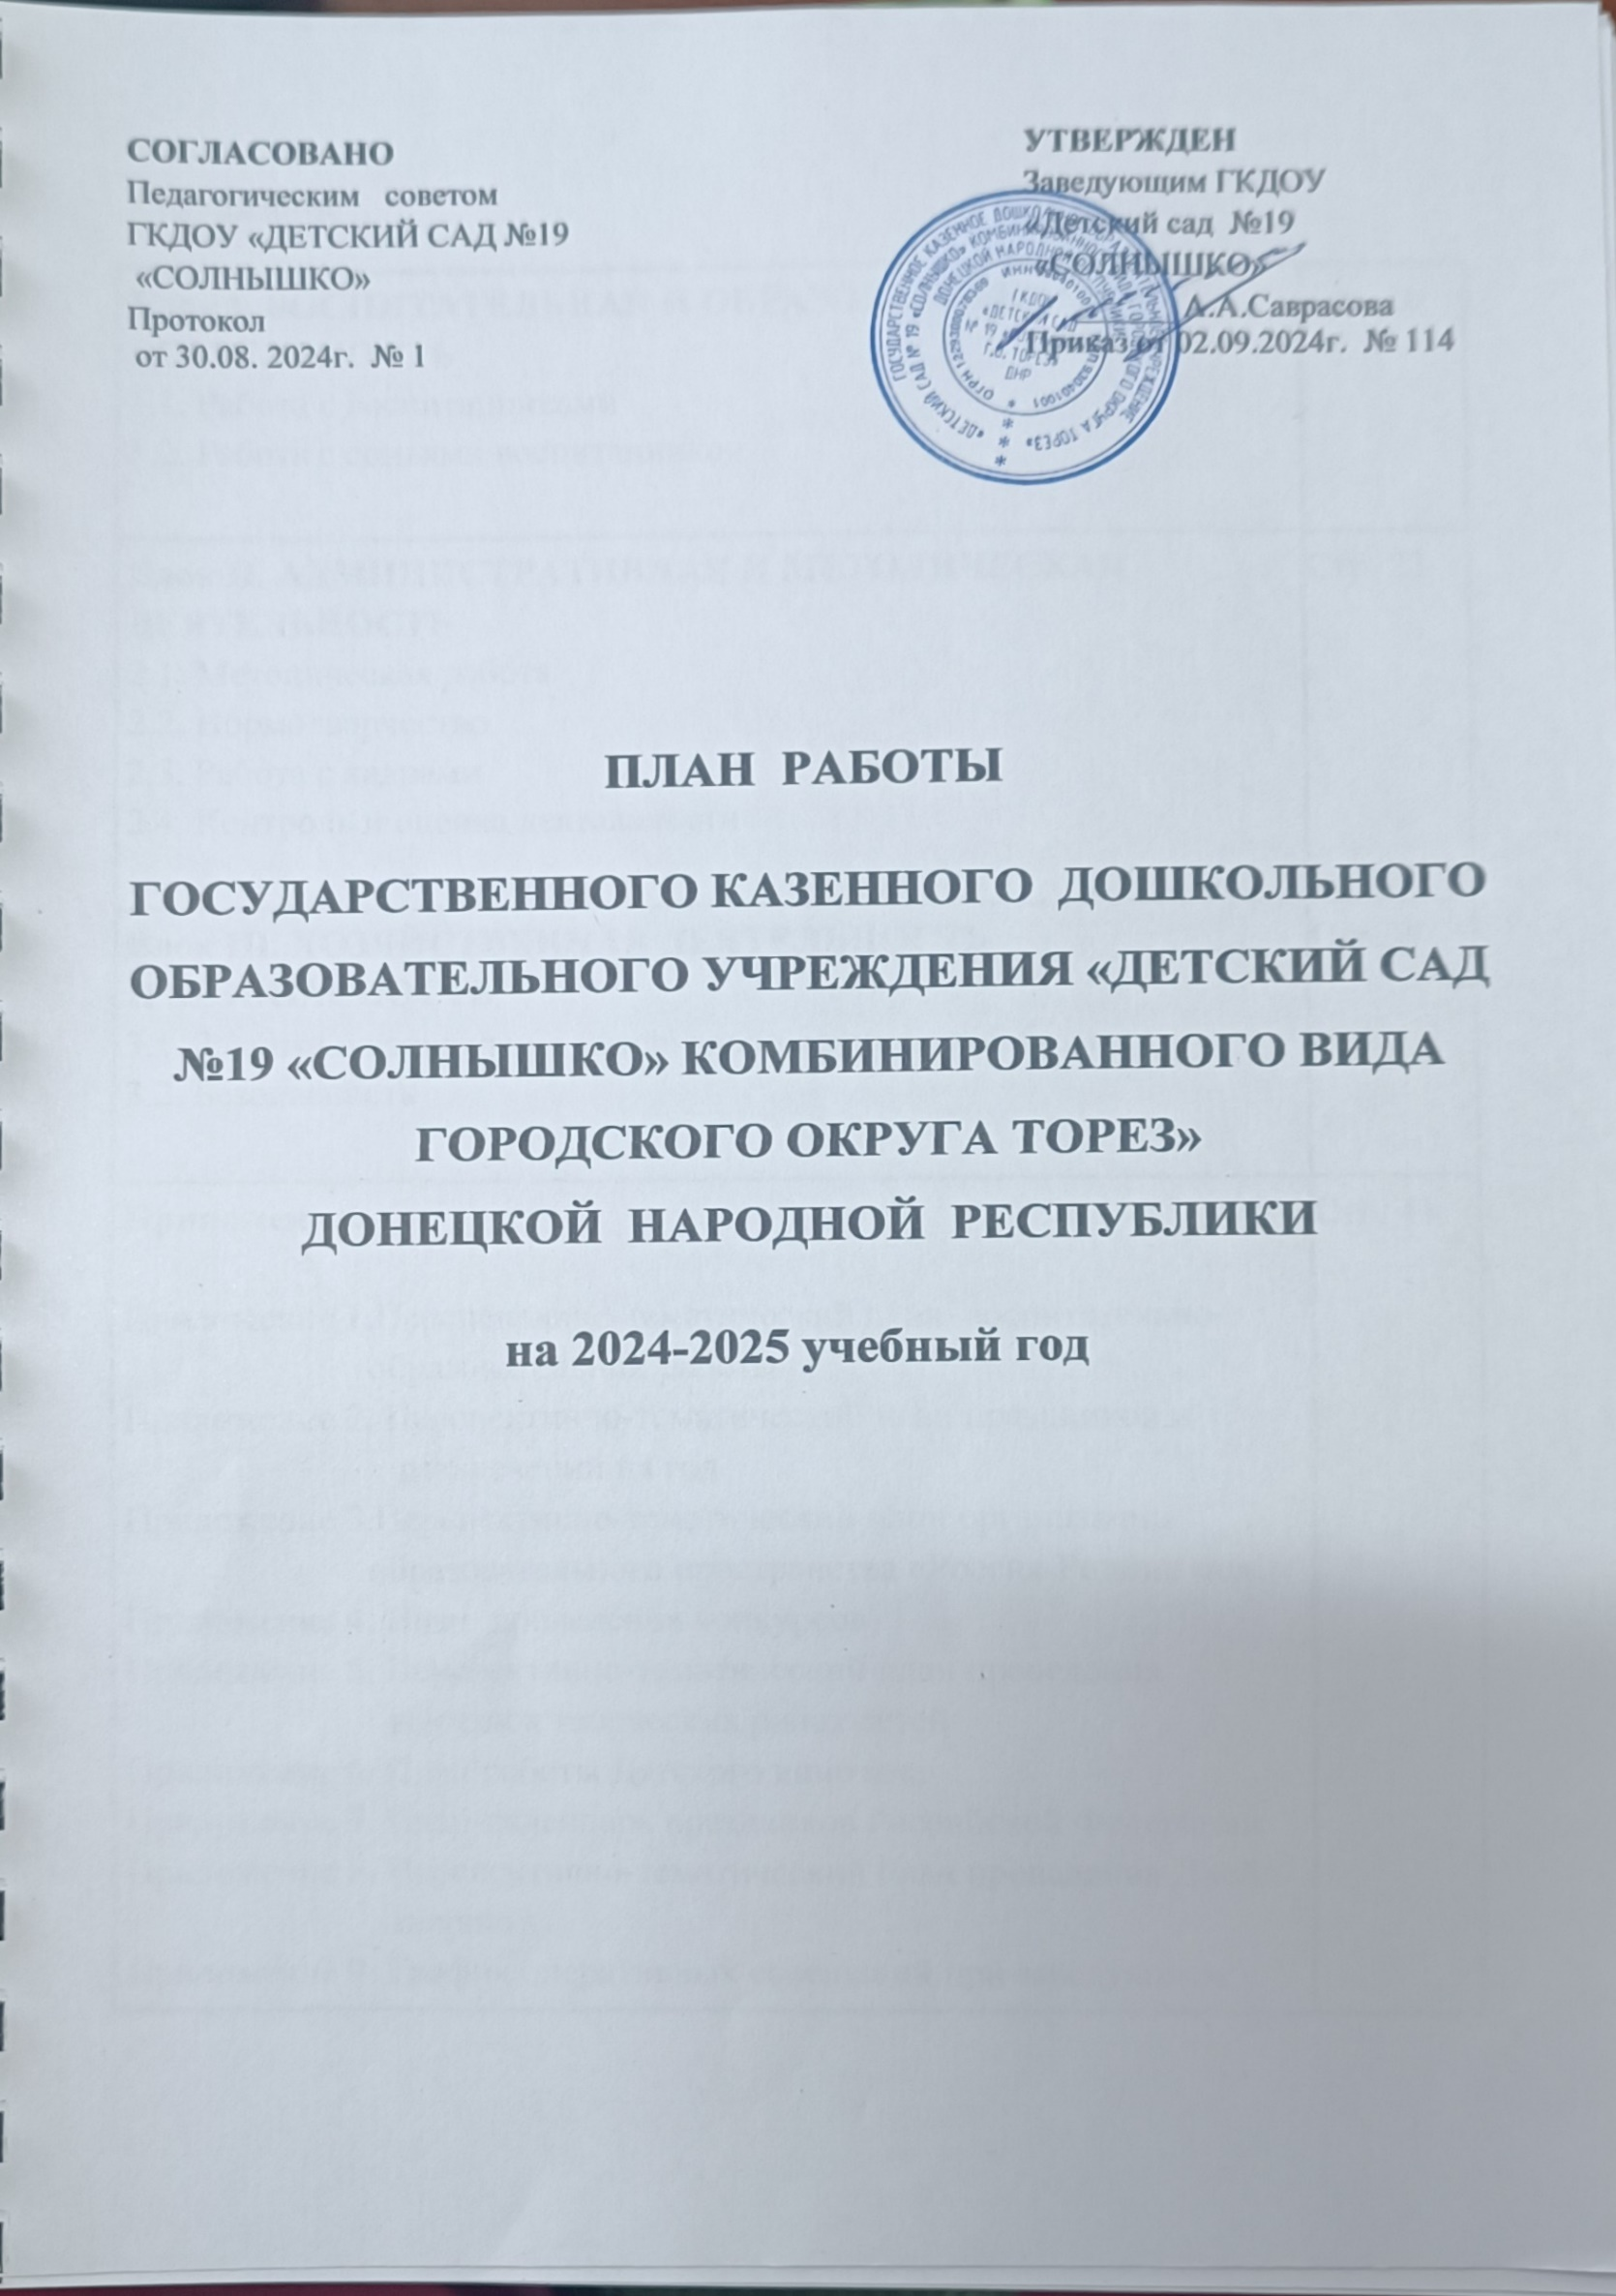 СОГЛАСОВАНО
Педагогическим советом
ГКДОУ «ДЕТСКИЙ САД №19
«СОЛНЫШКО»
Протокол
от 30.08. 2024г. № 1
УТВЕРЖДЕН
Заведующим ГКДОУ
«Детский сад №19
«СОЛНЫШКО»
А.А.Саврасова
Приказ от 02.09.2024г. № 114
ПЛАН РАБОТЫ
ГОСУДАРСТВЕННОГО КАЗЕННОГО ДОШКОЛЬНОГО
ОБРАЗОВАТЕЛЬНОГО УЧРЕЖДЕНИЯ «ДЕТСКИЙ САД
№19 «СОЛНЫШКО» КОМБИНИРОВАННОГО ВИДА
ГОРОДСКОГО ОКРУГА ТОРЕЗ»
ДОНЕЦКОЙ НАРОДНОЙ РЕСПУБЛИКИ
на 2024-2025 учебный год